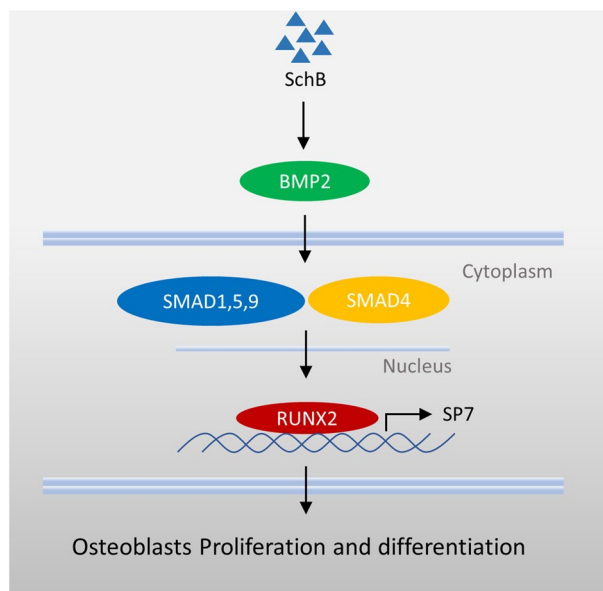 SchB
BMP2
Cytoplasm
SMAD1,5,9
SMAD4
Nucleus
RUNX2
SP7
Osteoblasts Proliferation and differentiation